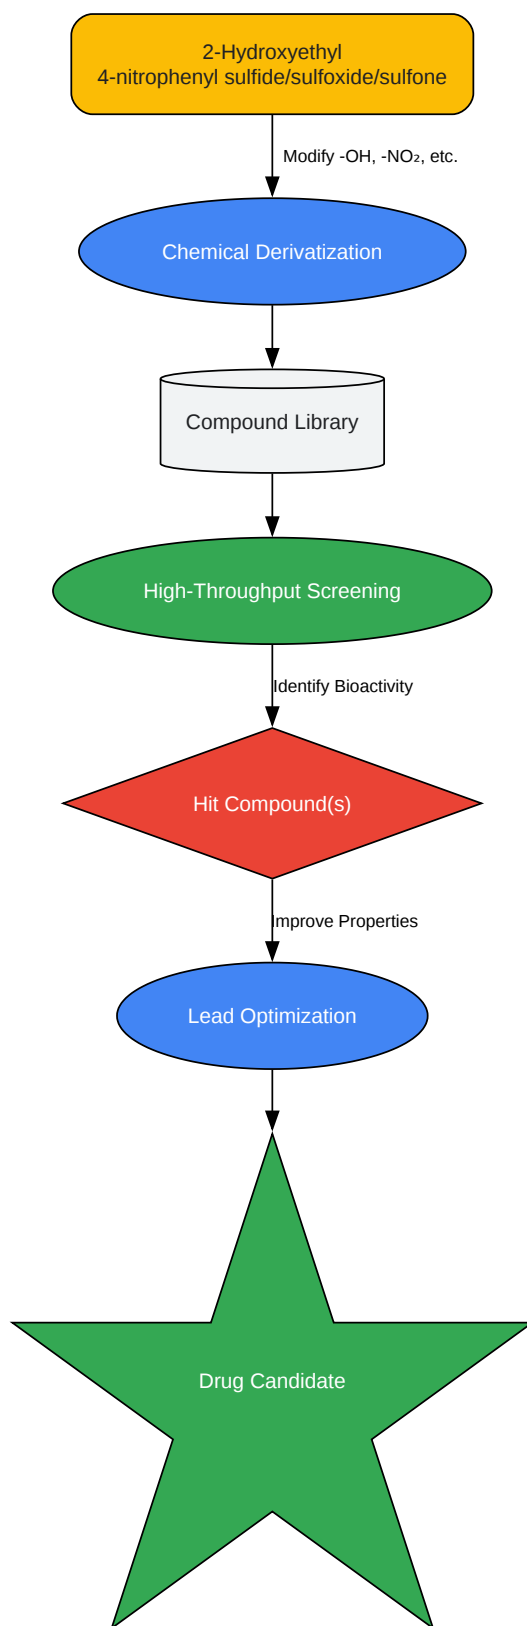 2-Hydroxyethyl
4-nitrophenyl sulfide/sulfoxide/sulfone
Modify -OH, -NO₂, etc.
Chemical Derivatization
Compound Library
High-Throughput Screening
Identify Bioactivity
Hit Compound(s)
Improve Properties
Lead Optimization
Drug Candidate